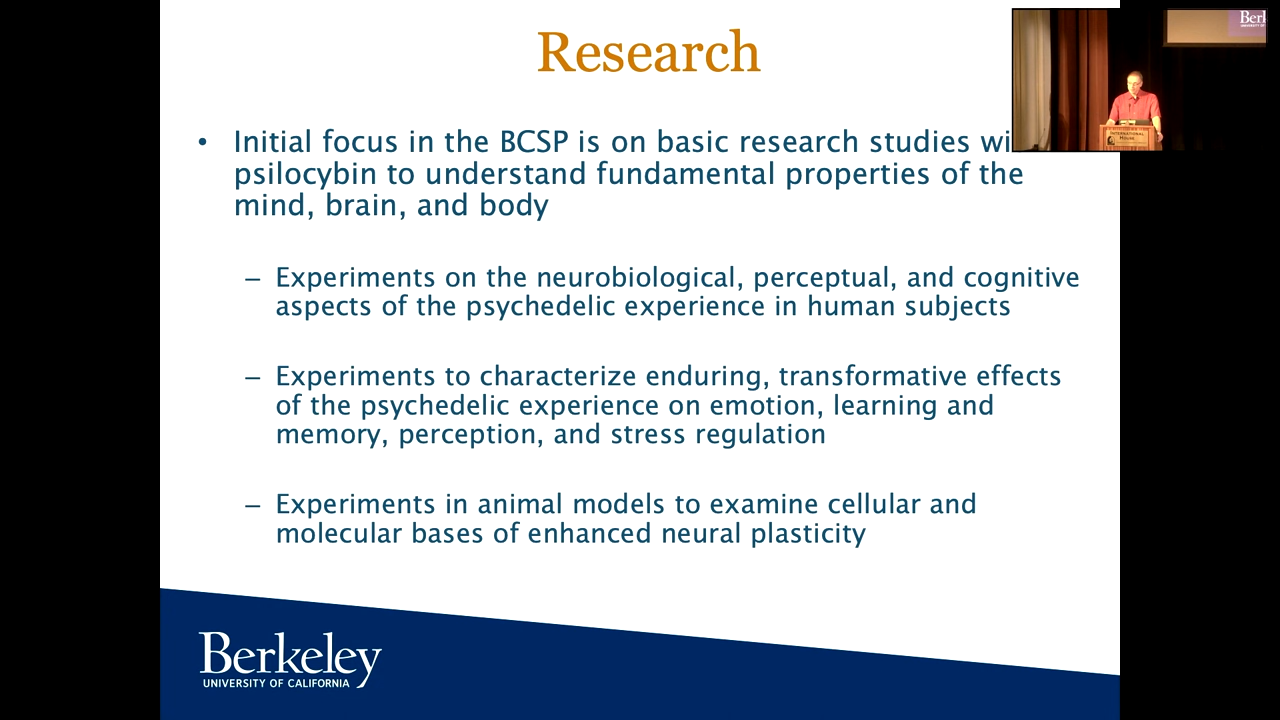 Research
• Initial focus in the BCSP is on basic research studies wi
psilocybin to understand fundamental properties of the
mind, brain, and body
– Experiments on the neurobiological, perceptual, and cognitive
aspects of the psychedelic experience in human subjects
– Experiments to characterize enduring, transformative effects
of the psychedelic experience on emotion, learning and
memory, perception, and stress regulation
– Experiments in animal models to examine cellular and
molecular bases of enhanced neural plasticity
Berkeley
UNIVERSITY OF CALIFORNIA
Berl
INTERNATIONAL
House